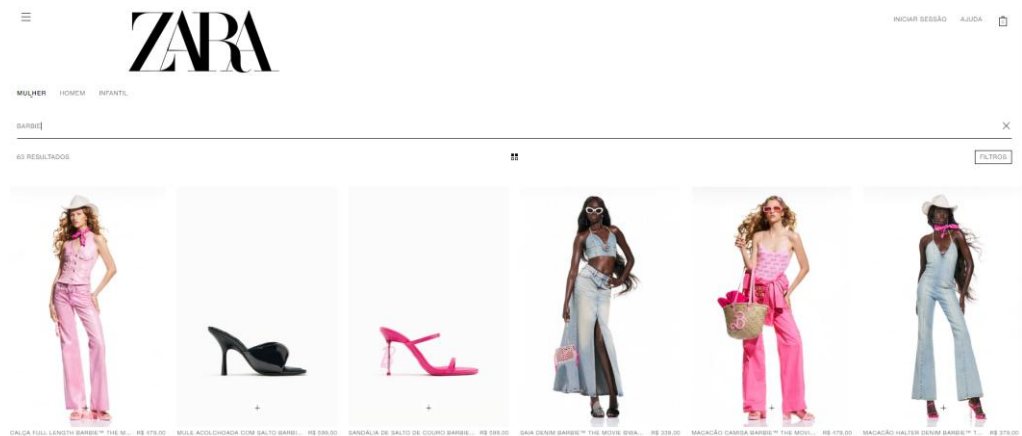 ZARA
INICIAR SESSÃO AJUDA
MULHER HOMEM INFANTIL
BARBIE
63 RESULTADOS
FILTROS
CALÇA FULL LENGTH BARBIE™ THE M... R$ 479,00
MULE ACOLCHOADA COM SALTO BARBI... R$ 599,00
SANDÁLIA DE SALTO DE COURO BARBIE... R$ 599,00
SAIA DENIM BARBIE™ THE MOVIE R$ 339,00
MACACÃO CAMISA BARBIE™ THE MOVI... R$ 479,00
MACACÃO HALTER DENIM BARBIE™ T... R$ 379,00